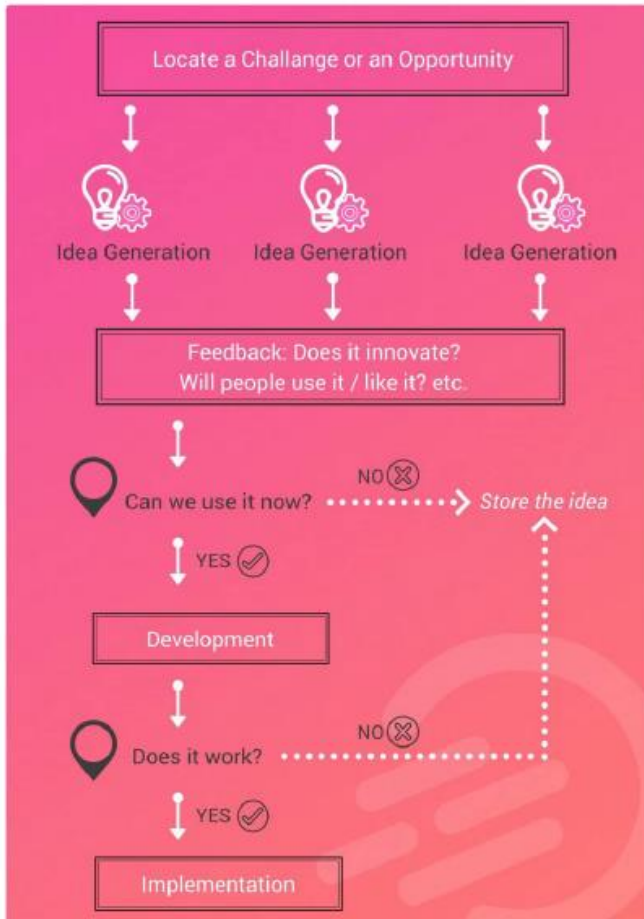 Locate a Challange or an Opportunity
Idea Generation
Idea Generation
Idea Generation
Feedback: Does it innovate?
Will people use it / like it? etc.
Can we use it now?
NO
Store the idea
YES
Development
Does it work?
NO
YES
Implementation